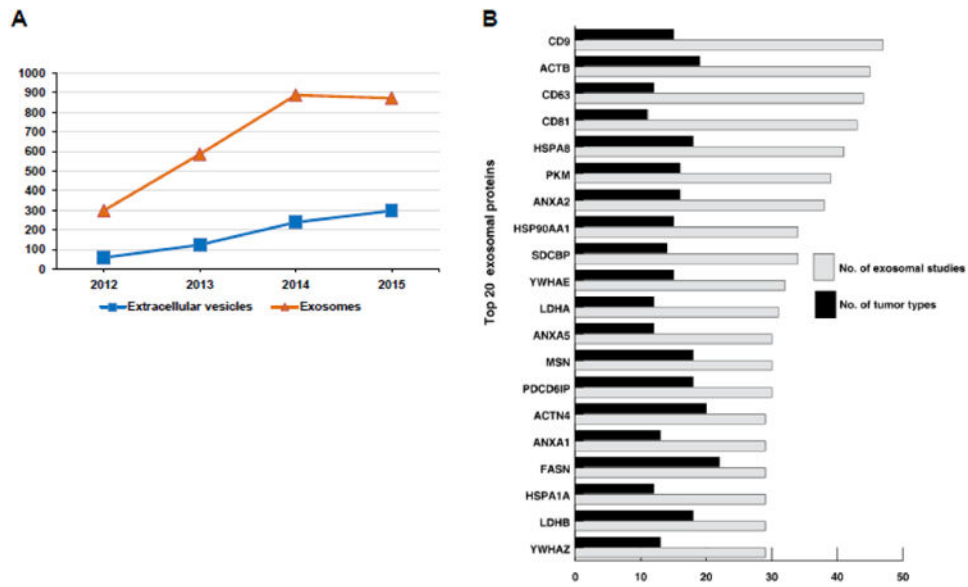 A
1000
900
800
700
600
500
400
300
200
100
0
2012 2013 2014 2015
Extracellular vesicles Exosomes
B
Top 20 exosomal proteins
CD9
ACTB
CD63
CD81
HSPA8
PKM
ANXA2
HSP90AA1
SDCBP
YWHAE
LDHA
ANXA5
MSN
PDCD6IP
ACTN4
ANXA1
FASN
HSPA1A
LDHB
YWHAZ
0 10 20 30 40 50
No. of exosomal studies
No. of tumor types